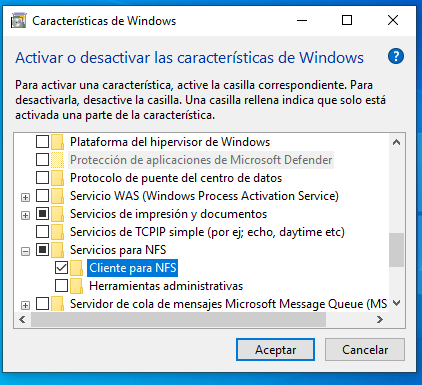 Características de Windows
Activar o desactivar las características de Windows
Para activar una característica, active la casilla correspondiente. Para
desactivarla, desactive la casilla. Una casilla rellena indica que solo está
activada una parte de la característica.
Plataforma del hipervisor de Windows
Protección de aplicaciones de Microsoft Defender
Protocolo de puente del centro de datos
Servicio WAS (Windows Process Activation Service)
Servicios de impresión y documentos
Servicios de TCPIP simple (por ej; echo, daytime etc)
Servicios para NFS
Cliente para NFS
Herramientas administrativas
Servidor de cola de mensajes Microsoft Message Queue (MS
Aceptar
Cancelar